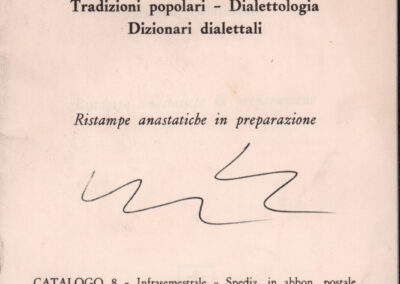 Tradizioni popolari - Dialettologia
Dizionari dialettali
Ristampe anastatiche in preparazione
CATALOGO 8 - Infrasemestrale - Spediz. in abbon. postale